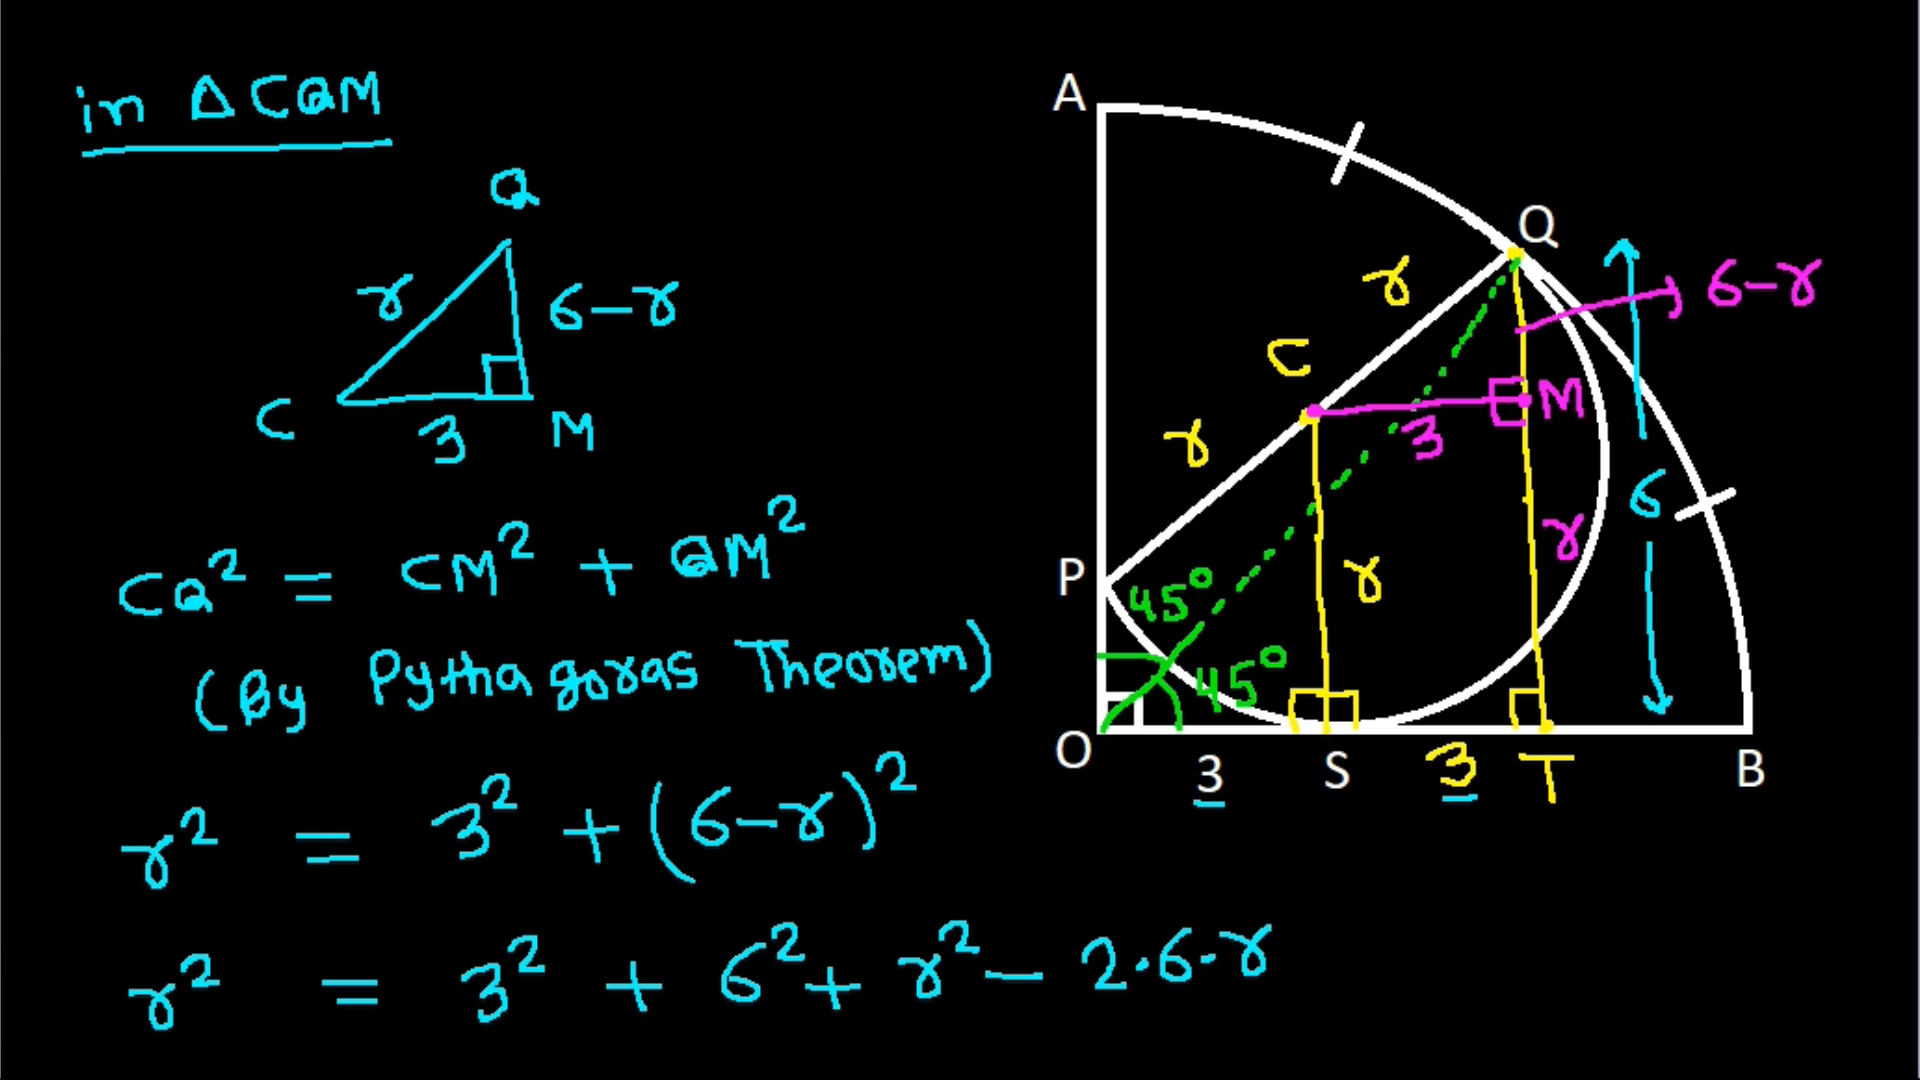 in △CQM
Q
r
6-r
C
3
M
CQ² = CM² + QM²
(By Pythagoras Theorem)
r² = 3² + (6-r)²
r² = 3² + 6² + r² - 2·6·r
A
Q
r
6-r
C
M
3
r
6
r
r
P
45°
45°
O
3
S
3
T
B